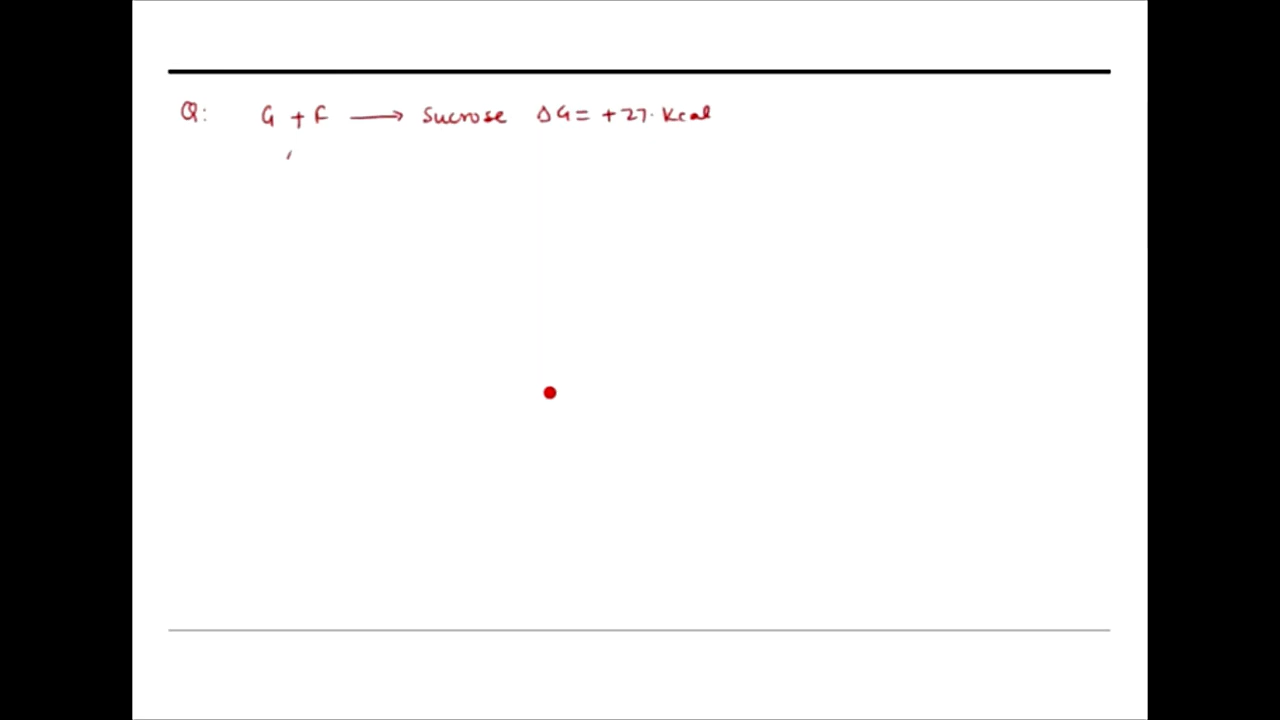 Q: G + F ⟶ Sucrose ΔG = +27. Kcal